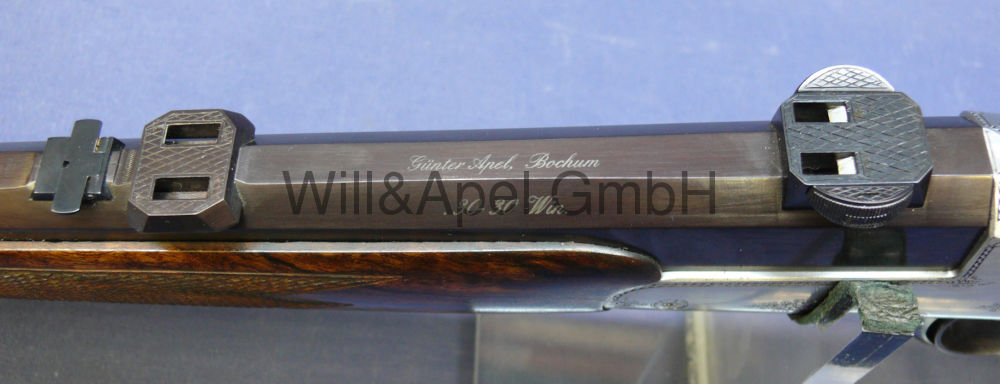 Günter Apel, Bochum
Will&Apel GmbH
.30-30 Win.